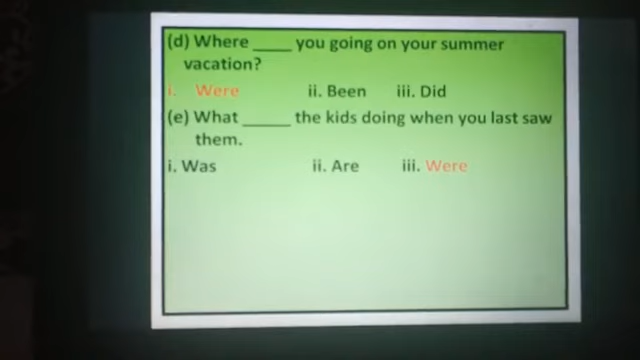 (d) Where ____ you going on your summer
vacation?
i. Were ii. Been iii. Did
(e) What _____ the kids doing when you last saw
them.
i. Was ii. Are iii. Were